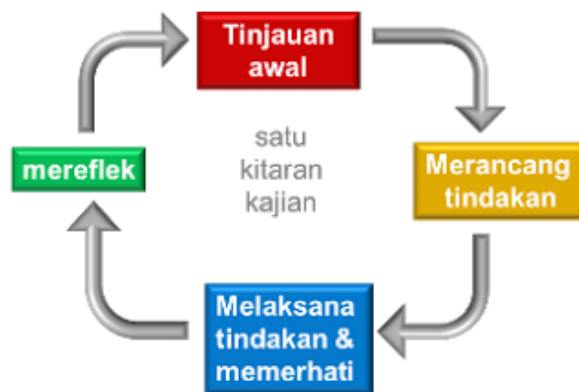 Tinjauan
awal
satu
kitaran
kajian
mereflek
Merancang
tindakan
Melaksana
tindakan &
memerhati